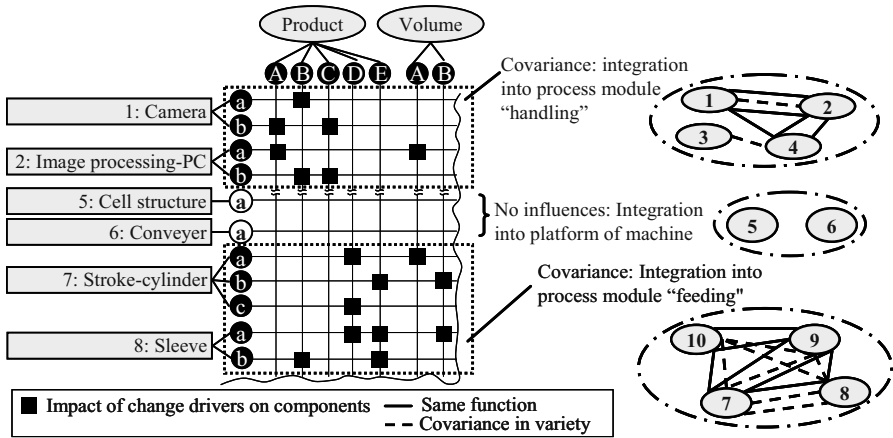 Product
Volume
A B C D E A B
a
1: Camera
b
a
2: Image processing-PC
b
5: Cell structure
a
6: Conveyer
a
a
7: Stroke-cylinder
b
c
a
8: Sleeve
b
Covariance: integration
into process module
“handling”
No influences: Integration
into platform of machine
Covariance: Integration into
process module “feeding"
1
2
3
4
5
6
10
9
7
8
Impact of change drivers on components
Same function
Covariance in variety